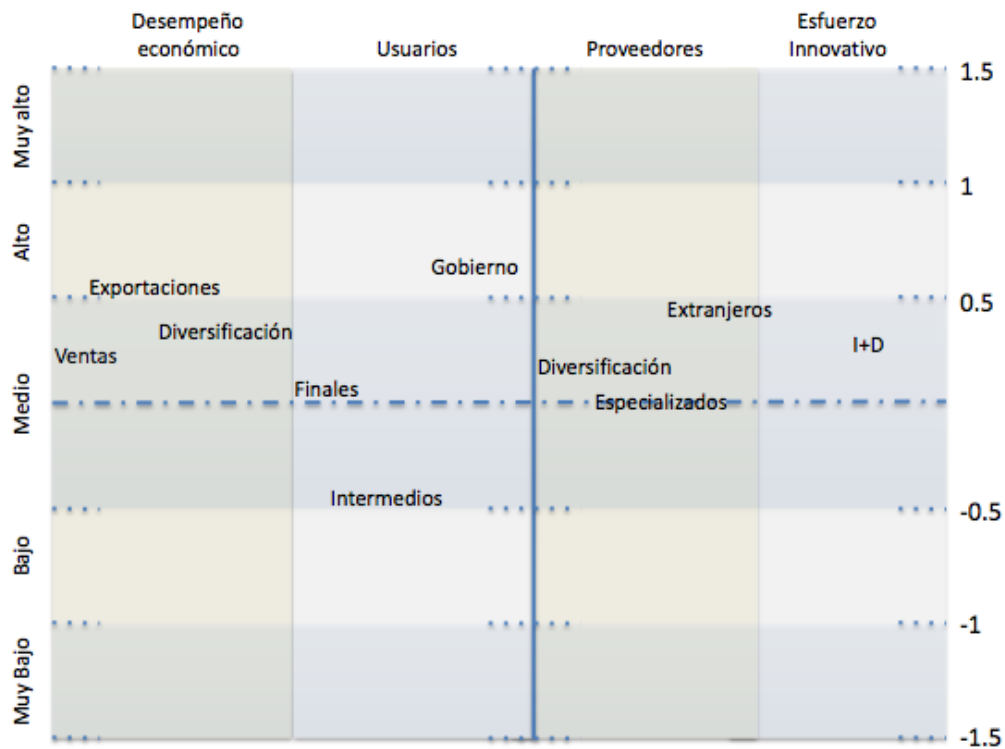 Desempeño
económico
Usuarios
Proveedores
Esfuerzo
Innovativo
Muy alto
Alto
Medio
Bajo
Muy Bajo
1.5
1
0.5
-0.5
-1
-1.5
Gobierno
Exportaciones
Extranjeros
Diversificación
I+D
Ventas
Diversificación
Finales
Especializados
Intermedios